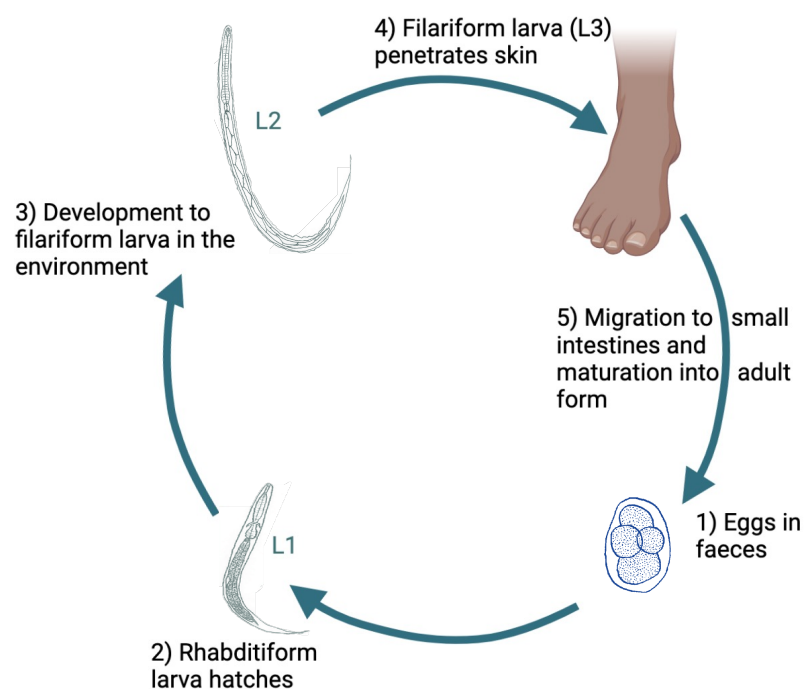 4) Filariform larva (L3)
penetrates skin
L2
3) Development to
filariform larva in the
environment
5) Migration to small
intestines and
maturation into adult
form
1) Eggs in
faeces
L1
2) Rhabditiform
larva hatches